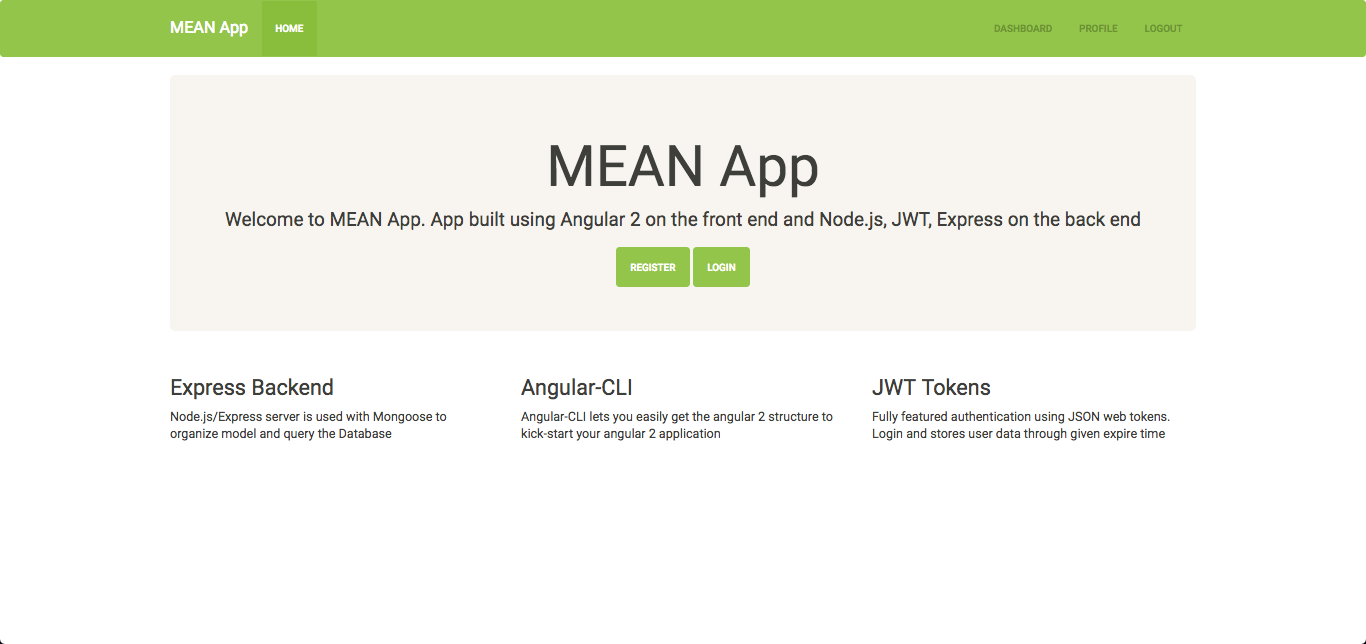 MEAN App HOME DASHBOARD PROFILE LOGOUT
MEAN App
Welcome to MEAN App. App built using Angular 2 on the front end and Node.js, JWT, Express on the back end
REGISTER LOGIN
Express Backend
Node.js/Express server is used with Mongoose to
organize model and query the Database
Angular-CLI
Angular-CLI lets you easily get the angular 2 structure to
kick-start your angular 2 application
JWT Tokens
Fully featured authentication using JSON web tokens.
Login and stores user data through given expire time